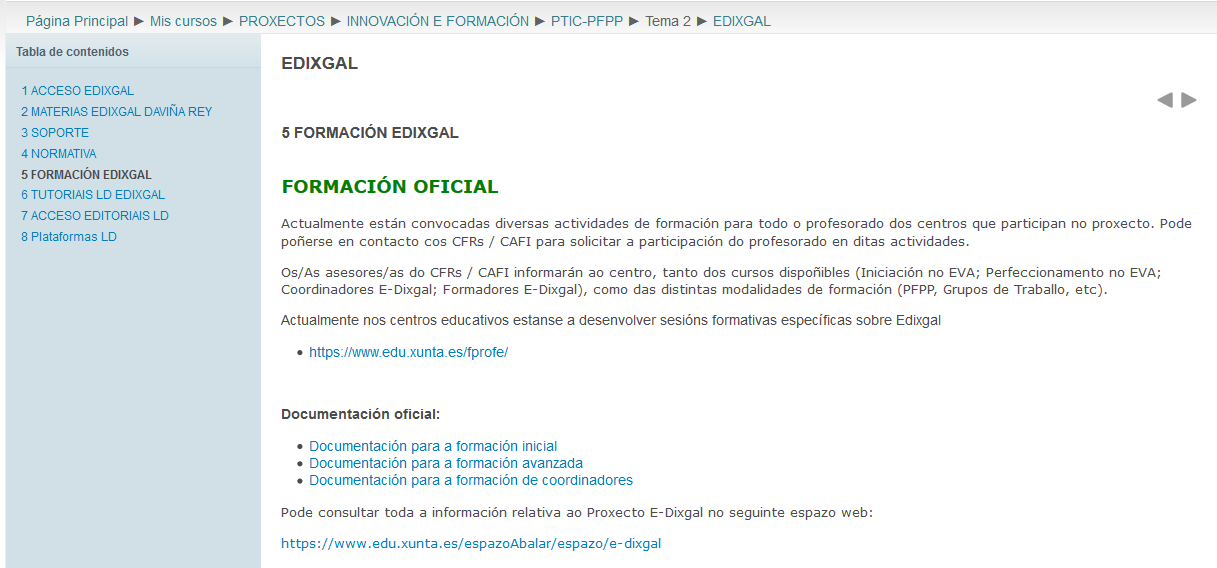 Página Principal ► Mis cursos ► PROXECTOS ► INNOVACIÓN E FORMACIÓN ► PTIC-PFPP ► Tema 2 ► EDIXGAL
Tabla de contenidos
1 ACCESO EDIXGAL
2 MATERIAS EDIXGAL DAVIÑA REY
3 SOPORTE
4 NORMATIVA
5 FORMACIÓN EDIXGAL
6 TUTORIAIS LD EDIXGAL
7 ACCESO EDITORIAIS LD
8 Plataformas LD
EDIXGAL
5 FORMACIÓN EDIXGAL
FORMACIÓN OFICIAL
Actualmente están convocadas diversas actividades de formación para todo o profesorado dos centros que participan no proxecto. Pode
poñerse en contacto cos CFRs / CAFI para solicitar a participación do profesorado en ditas actividades.
Os/As asesores/as do CFRs / CAFI informarán ao centro, tanto dos cursos dispoñibles (Iniciación no EVA; Perfeccionamento no EVA;
Coordinadores E-Dixgal; Formadores E-Dixgal), como das distintas modalidades de formación (PFPP, Grupos de Traballo, etc).
Actualmente nos centros educativos estanse a desenvolver sesións formativas específicas sobre Edixgal
• https://www.edu.xunta.es/fprofe/
Documentación oficial:
• Documentación para a formación inicial
• Documentación para a formación avanzada
• Documentación para a formación de coordinadores
Pode consultar toda a información relativa ao Proxecto E-Dixgal no seguinte espazo web:
https://www.edu.xunta.es/espazoAbalar/espazo/e-dixgal